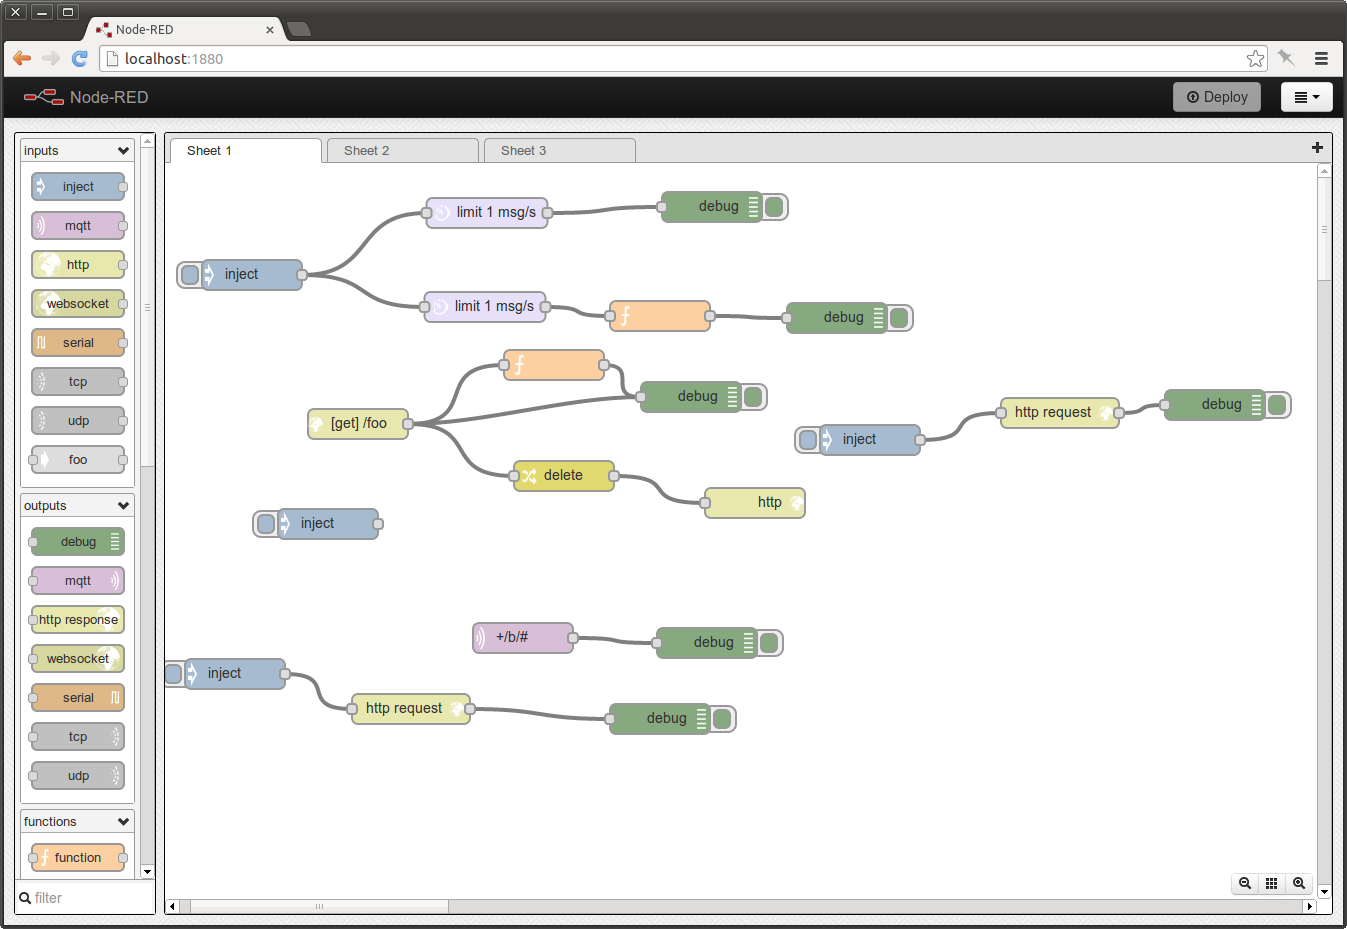 Node-RED
localhost:1880
Node-RED
Deploy
inputs
inject
mqtt
http
websocket
serial
tcp
udp
foo
outputs
debug
mqtt
http response
websocket
serial
tcp
udp
functions
function
filter
Sheet 1
Sheet 2
Sheet 3
limit 1 msg/s
debug
inject
limit 1 msg/s
debug
debug
[get] /foo
delete
http
inject
http request
debug
inject
+/b/#
debug
inject
http request
debug